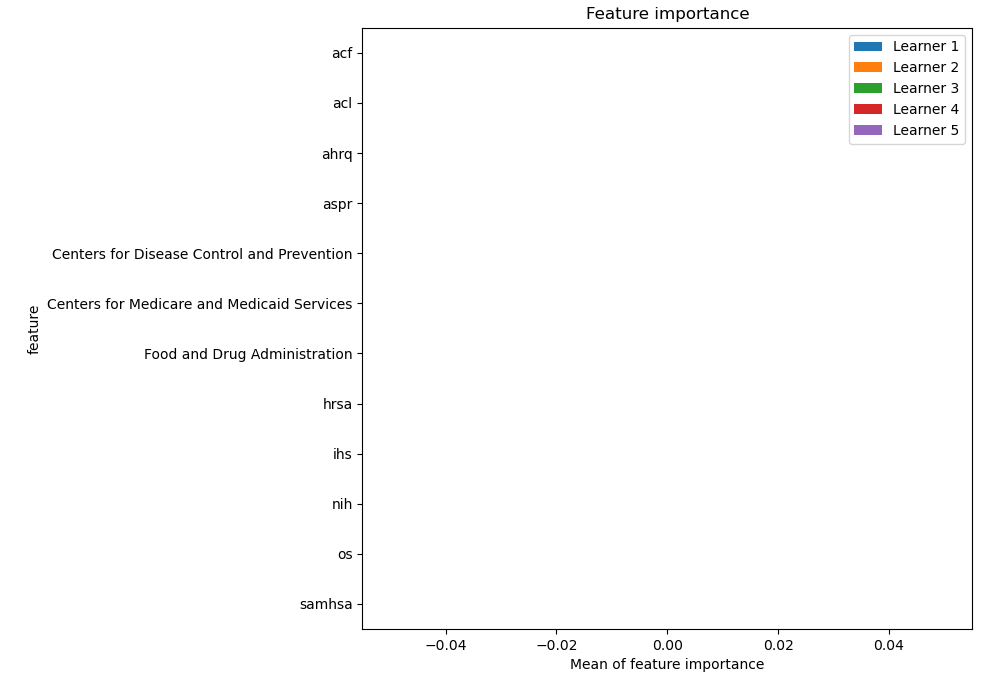 Feature importance
Learner 1
Learner 2
Learner 3
Learner 4
Learner 5
acf
acl
ahrq
aspr
Centers for Disease Control and Prevention
Centers for Medicare and Medicaid Services
Food and Drug Administration
hrsa
ihs
nih
os
samhsa
feature
−0.04 −0.02 0.00 0.02 0.04
Mean of feature importance